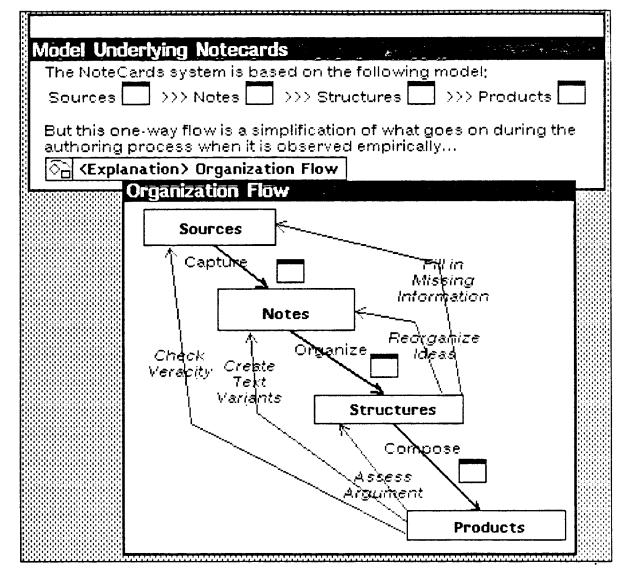 Model Underlying Notecards
The NoteCards system is based on the following model:
Sources >>> Notes >>> Structures >>> Products
But this one-way flow is a simplification of what goes on during the
authoring process when it is observed empirically...
<Explanation> Organization Flow
Organization Flow
Sources
Capture
Fill in
Missing
Information
Notes
Organize
Reorganize
Ideas
Check
Veracity
Create
Text
Variants
Structures
Compose
Assess
Argument
Products